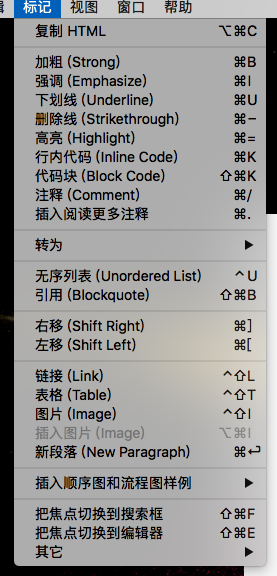 标记 视图 窗口 帮助
复制 HTML ⌥⌘C
加粗 (Strong) ⌘B
强调 (Emphasize) ⌘I
下划线 (Underline) ⌘U
删除线 (Strikethrough) ⌘−
高亮 (Highlight) ⌘=
行内代码 (Inline Code) ⌘K
代码块 (Block Code) ⇧⌘K
注释 (Comment) ⌘/
插入阅读更多注释 ⌘.
转为 ▶
无序列表 (Unordered List) ^U
引用 (Blockquote) ⇧⌘B
右移 (Shift Right) ⌘]
左移 (Shift Left) ⌘[
链接 (Link) ^⇧L
表格 (Table) ^⇧T
图片 (Image) ^⇧I
插入图片 (Image) ⌥⌘I
新段落 (New Paragraph) ⌘↩
插入顺序图和流程图样例 ▶
把焦点切换到搜索框 ⇧⌘F
把焦点切换到编辑器 ⇧⌘E
其它 ▶